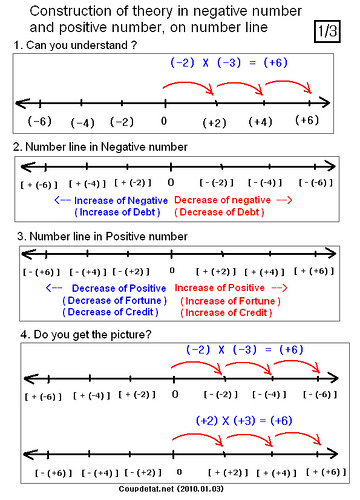 Construction of theory in negative number
and positive number, on number line
1/3
1. Can you understand ?
(-2) X (-3) = (+6)
(-6) (-4) (-2) 0 (+2) (+4) (+6)
2. Number line in Negative number
[ + (-6) ] [ + (-4) ] [ + (-2) ] 0 [ - (-2) ] [ - (-4) ] [ - (-6) ]
<-- Increase of Negative Decrease of negative -->
( Increase of Debt ) ( Decrease of Debt )
3. Number line in Positive number
[ - (+6) ] [ - (+4) ] [ - (+2) ] 0 [ + (+2) ] [ + (+4) ] [ + (+6) ]
<-- Decrease of Positive Increase of Positive -->
( Decrease of Fortune ) ( Increase of Fortune )
( Decrease of Credit ) ( Increase of Credit )
4. Do you get the picture?
(-2) X (-3) = (+6)
[ + (-6) ] [ + (-4) ] [ + (-2) ] 0 [ - (-2) ] [ - (-4) ] [ - (-6) ]
(+2) X (+3) = (+6)
[ - (+6) ] [ - (+4) ] [ - (+2) ] 0 [ + (+2) ] [ + (+4) ] [ + (+6) ]
Coupdetat.net (2010.01.03)